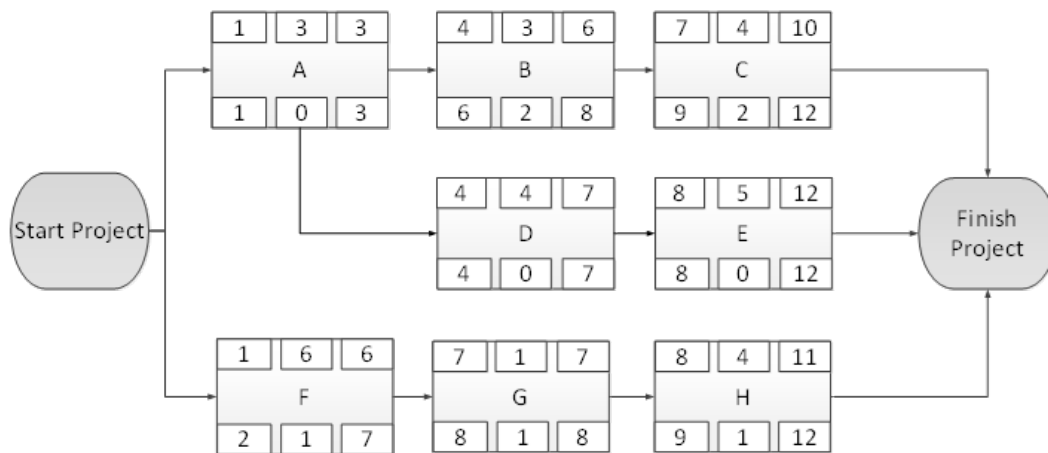 1 3 3 4 3 6 7 4 10
A B C
1 0 3 6 2 8 9 2 12
4 4 7 8 5 12
Start Project D E Finish
Project
4 0 7 8 0 12
1 6 6 7 1 7 8 4 11
F G H
2 1 7 8 1 8 9 1 12